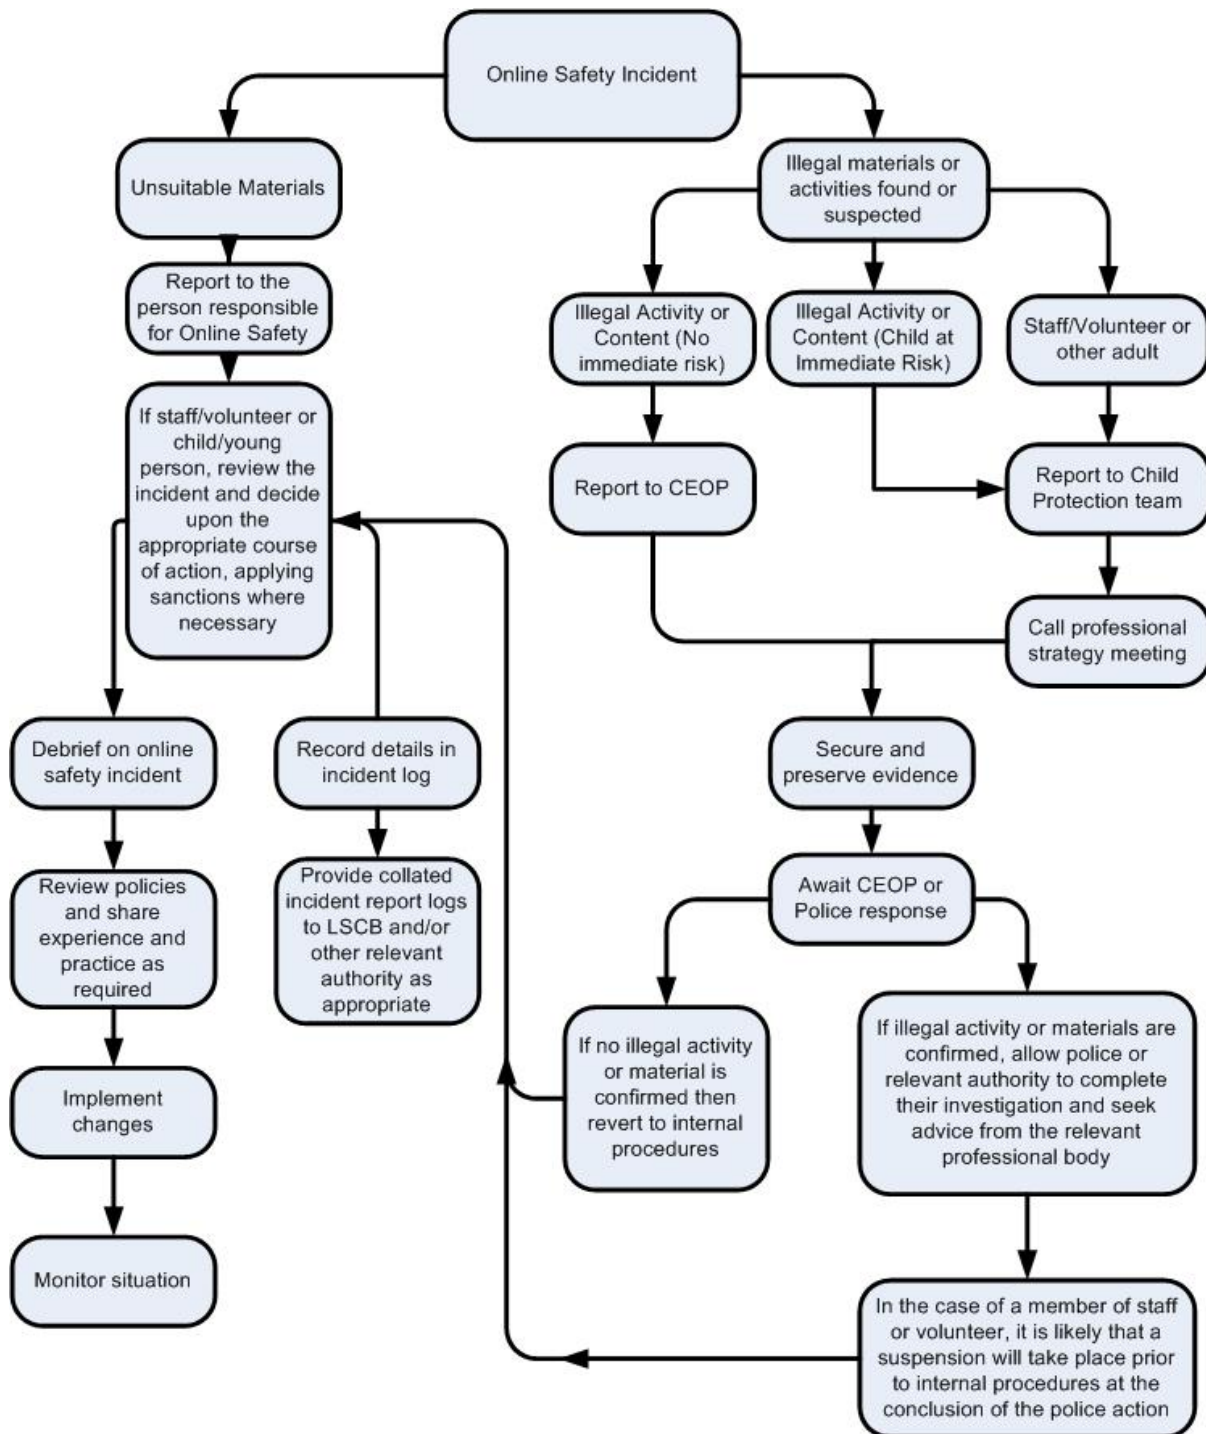 Online Safety Incident
Unsuitable Materials
Report to the
person responsible
for Online Safety
If staff/volunteer or
child/young
person, review the
incident and decide
upon the
appropriate course
of action, applying
sanctions where
necessary
Debrief on online
safety incident
Review policies
and share
experience and
practice as
required
Implement
changes
Monitor situation
Record details in
incident log
Provide collated
incident report logs
to LSCB and/or
other relevant
authority as
appropriate
Illegal materials or
activities found or
suspected
Illegal Activity or
Content (No
immediate risk)
Illegal Activity or
Content (Child at
Immediate Risk)
Staff/Volunteer or
other adult
Report to CEOP
Report to Child
Protection team
Call professional
strategy meeting
Secure and
preserve evidence
Await CEOP or
Police response
If no illegal activity
or material is
confirmed then
revert to internal
procedures
If illegal activity or materials are
confirmed, allow police or
relevant authority to complete
their investigation and seek
advice from the relevant
professional body
In the case of a member of staff
or volunteer, it is likely that a
suspension will take place prior
to internal procedures at the
conclusion of the police action